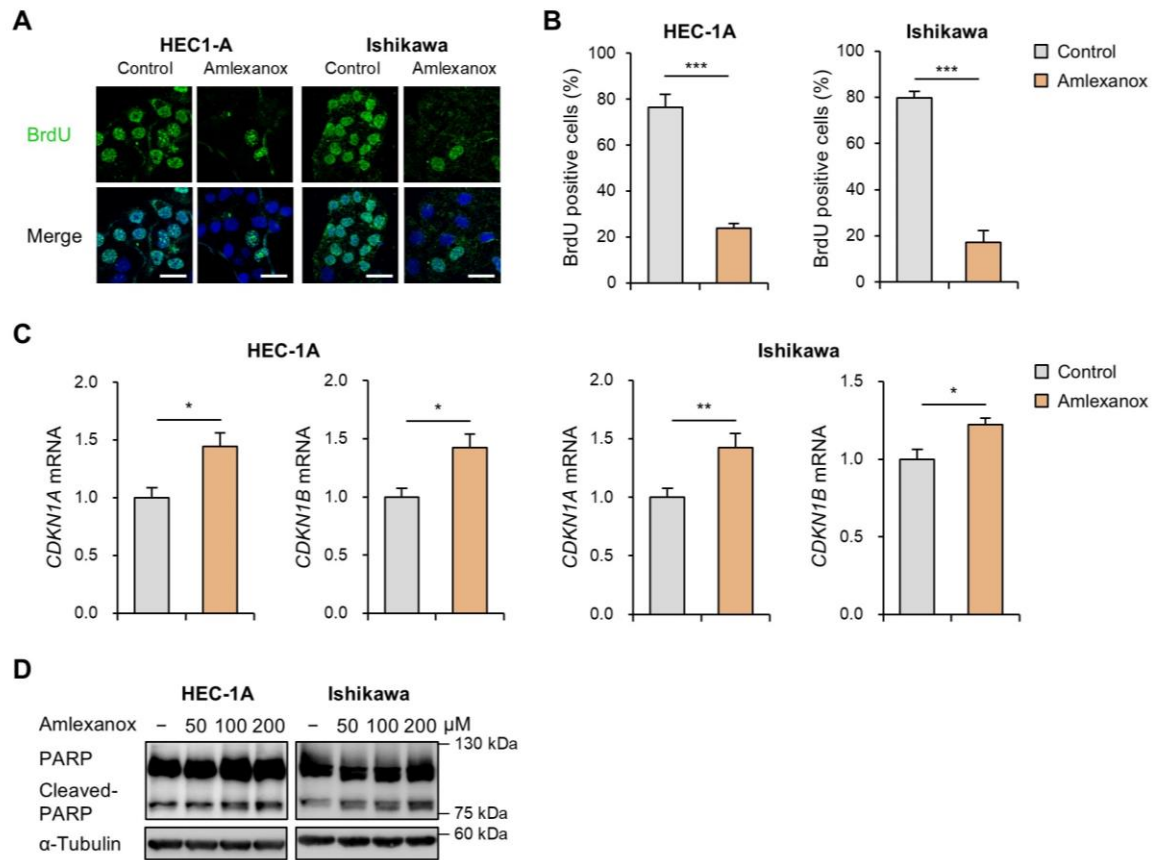 A
HEC1-A Ishikawa
Control Amlexanox Control Amlexanox
BrdU
Merge
B
HEC-1A Ishikawa
Control
Amlexanox
BrdU positive cells (%)
100
80
60
40
20
0
***
BrdU positive cells (%)
100
80
60
40
20
0
***
C
HEC-1A
CDKN1A mRNA
2.0
1.5
1.0
0.5
0.0
*
CDKN1B mRNA
2.0
1.5
1.0
0.5
0.0
*
Ishikawa
CDKN1A mRNA
2.0
1.5
1.0
0.5
0.0
**
CDKN1B mRNA
1.5
1.0
0.5
0.0
*
Control
Amlexanox
D
HEC-1A Ishikawa
Amlexanox – 50 100 200 – 50 100 200 µM
130 kDa
PARP
Cleaved-
PARP
75 kDa
60 kDa
α-Tubulin